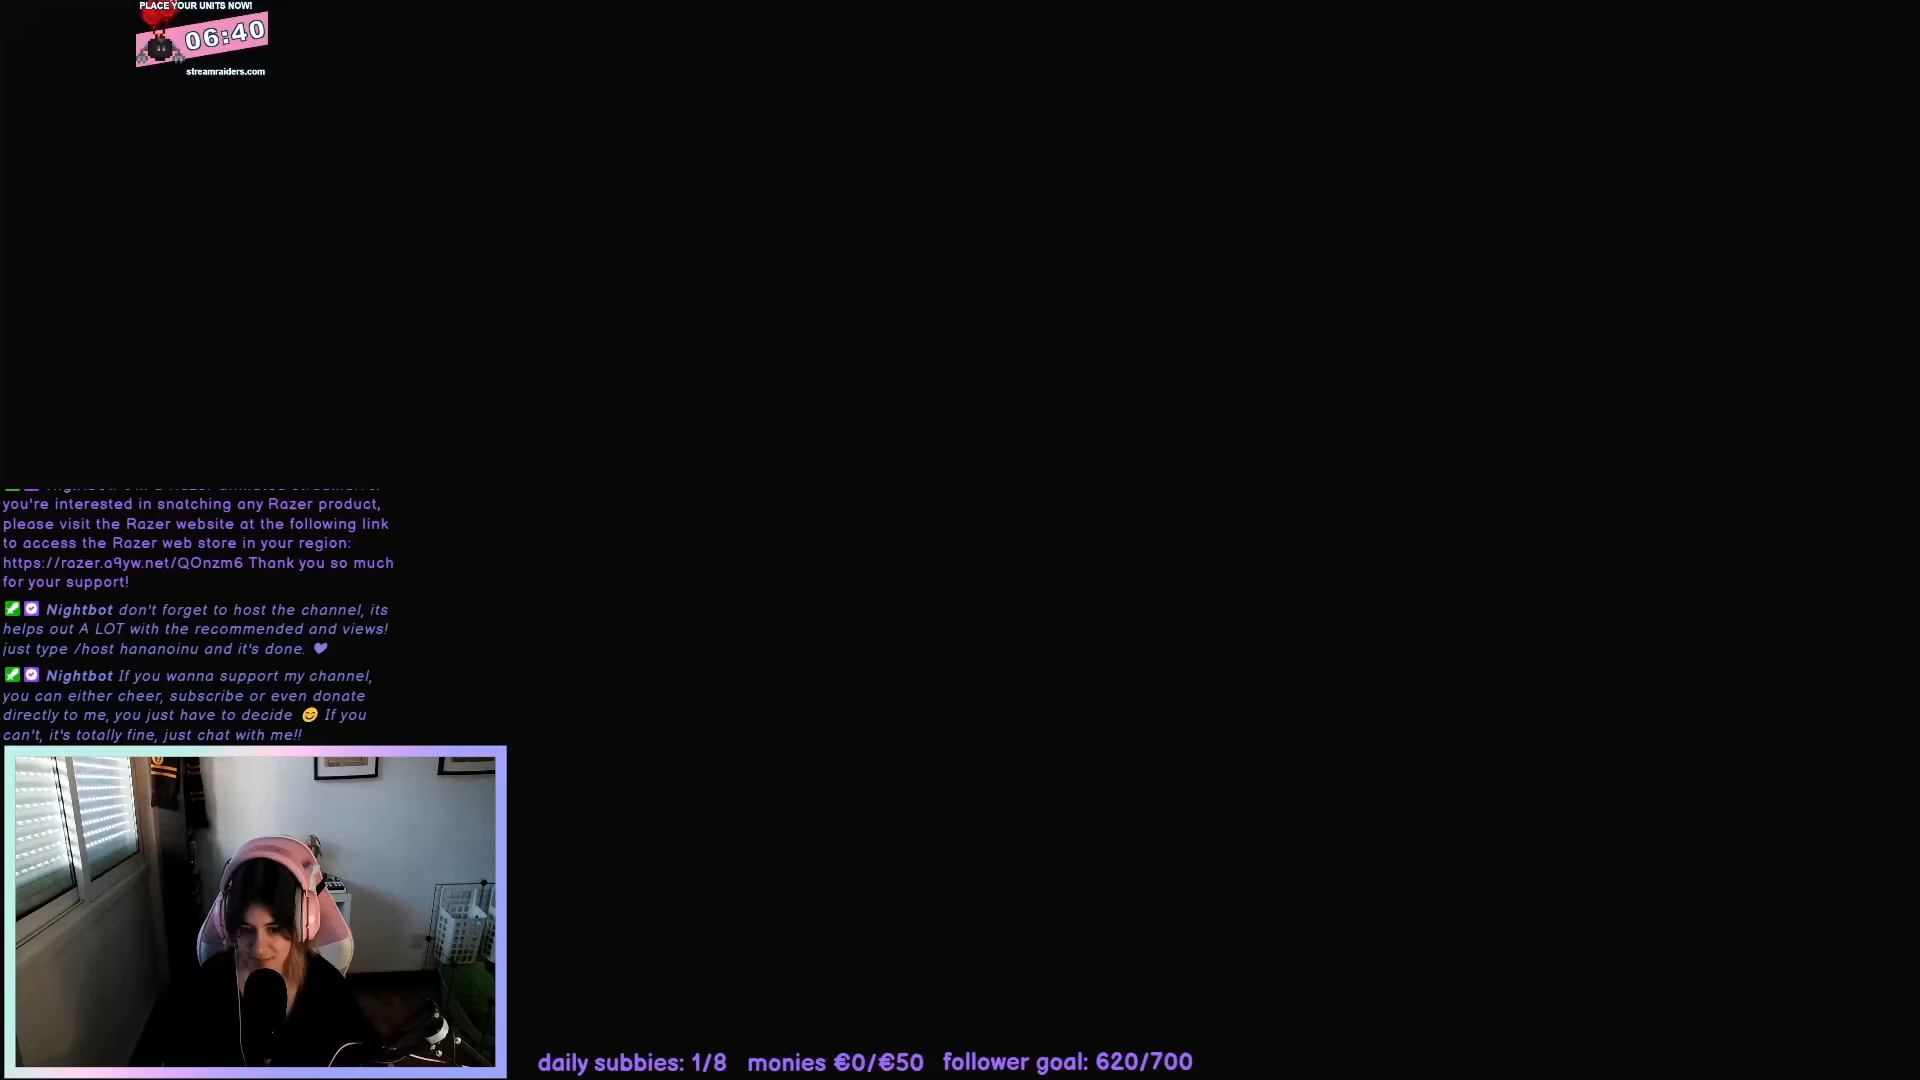 PLACE YOUR UNITS NOW!
06:40
streamraiders.com
you're interested in snatching any Razer product,
please visit the Razer website at the following link
to access the Razer web store in your region:
https://razer.a9yw.net/QOnzm6 Thank you so much
for your support!
Nightbot don't forget to host the channel, its
helps out A LOT with the recommended and views!
just type /host hananoinu and it's done.
Nightbot If you wanna support my channel,
you can either cheer, subscribe or even donate
directly to me, you just have to decide 😊 If you
can't, it's totally fine, just chat with me!!
daily subbies: 1/8 monies €0/€50 follower goal: 620/700